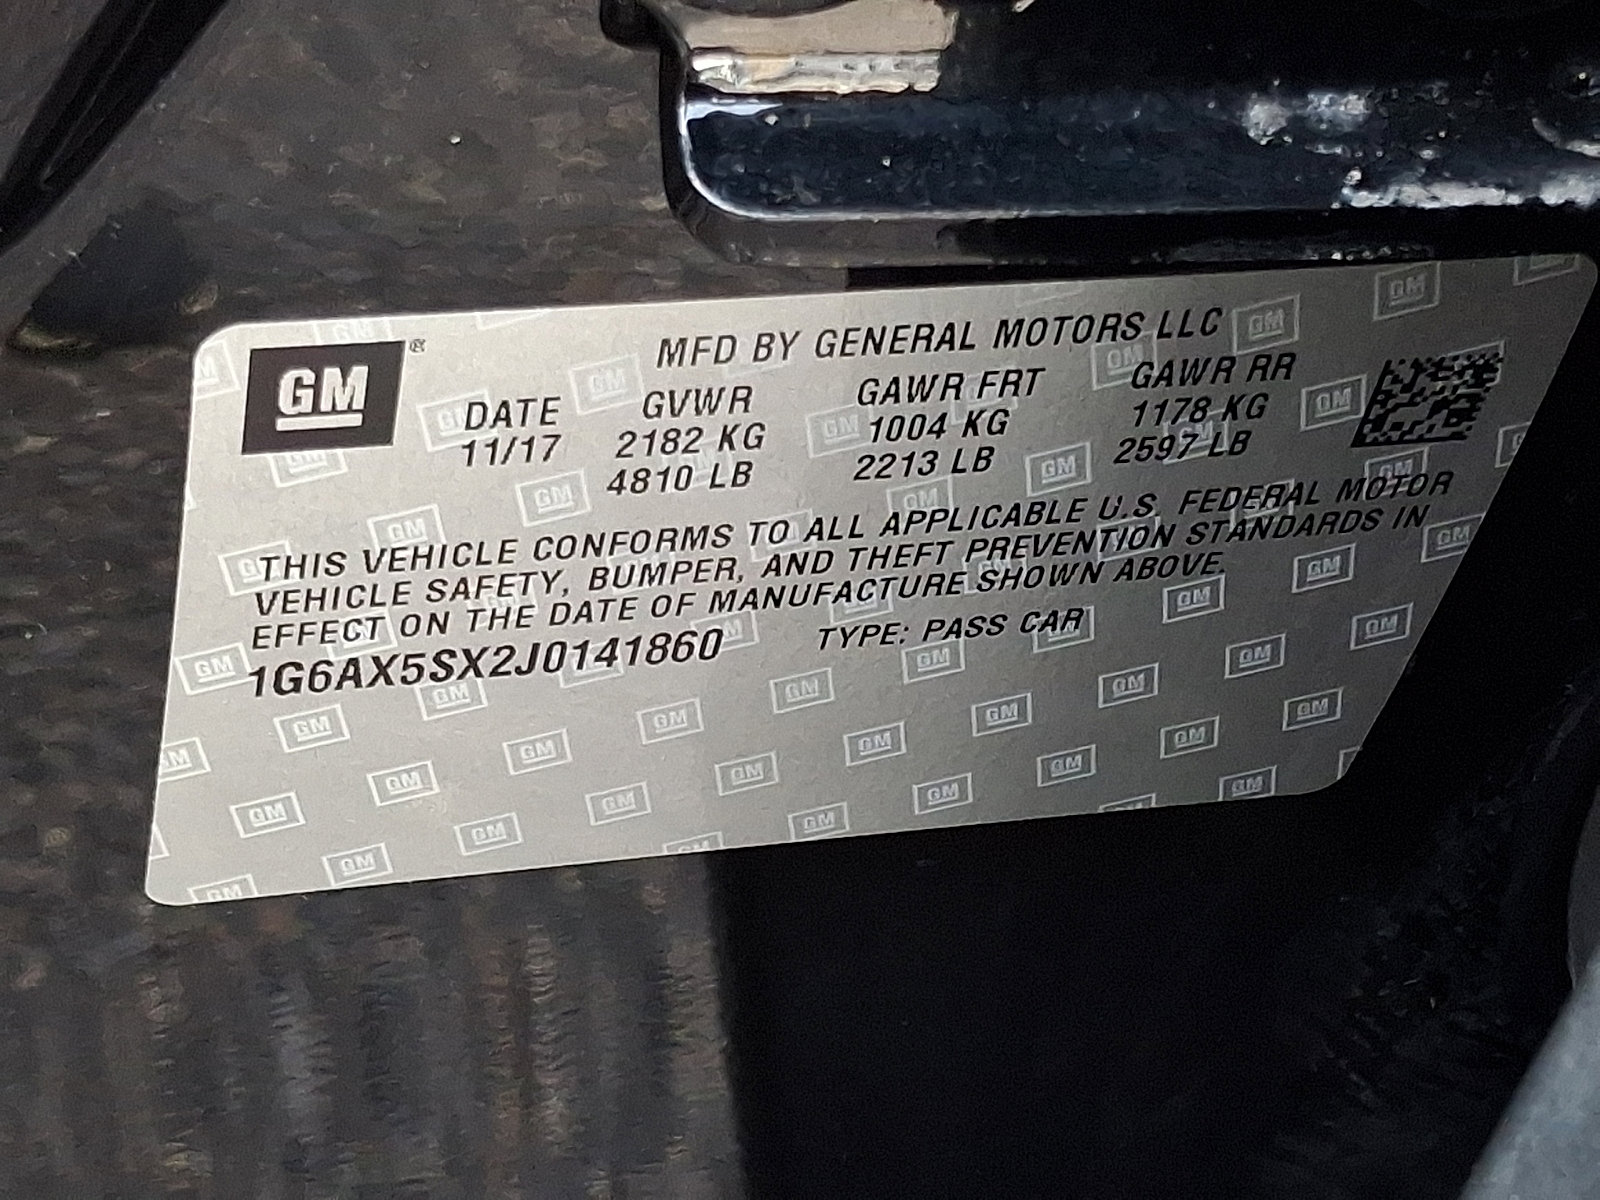 GM®
MFD BY GENERAL MOTORS LLC
DATE GVWR GAWR FRT GAWR RR
11/17 2182 KG 1004 KG 1178 KG
4810 LB 2213 LB 2597 LB
THIS VEHICLE CONFORMS TO ALL APPLICABLE U.S. FEDERAL MOTOR
VEHICLE SAFETY, BUMPER, AND THEFT PREVENTION STANDARDS IN
EFFECT ON THE DATE OF MANUFACTURE SHOWN ABOVE.
1G6AX5SX2J0141860 TYPE: PASS CAR